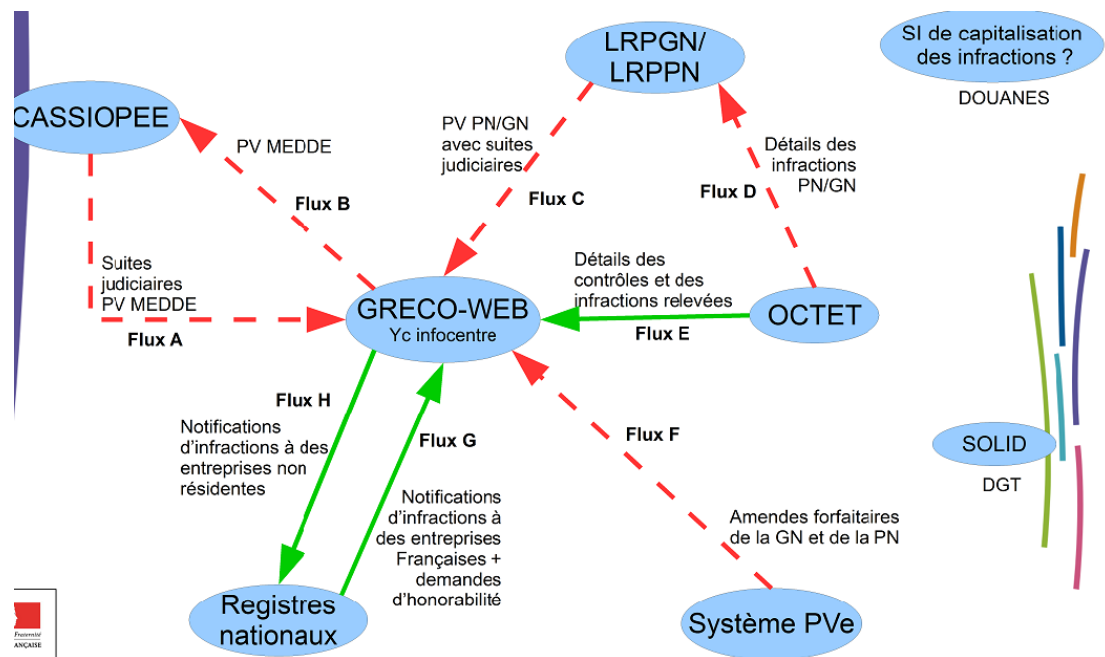 LRPGN/
LRPPN
SI de capitalisation
des infractions ?
DOUANES
CASSIOPEE
PV MEDDE
Flux B
PV PN/GN
avec suites
judiciaires
Flux C
Détails des
infractions
PN/GN
Flux D
Suites
judiciaires
PV MEDDE
Flux A
GRECO-WEB
Yc infocentre
Détails des
contrôles et des
infractions relevées
Flux E
OCTET
Flux H
Notifications
d'infractions à des
entreprises non
résidentes
Flux G
Notifications
d'infractions à
des entreprises
Françaises +
demandes
d'honorabilité
Flux F
Amendes forfaitaires
de la GN et de la PN
SOLID
DGT
Registres
nationaux
Système PVe
Fraternité
ANÇAISE